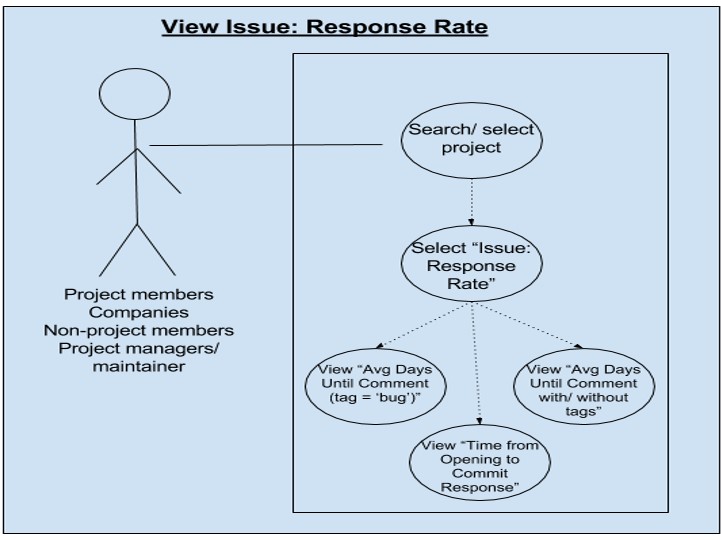 View Issue: Response Rate
Search/ select
project
Select “Issue:
Response
Rate”
Project members
Companies
Non-project members
Project managers/
maintainer
View “Avg Days
Until Comment
(tag = ‘bug’)”
View “Avg Days
Until Comment
with/ without
tags”
View “Time from
Opening to
Commit
Response”